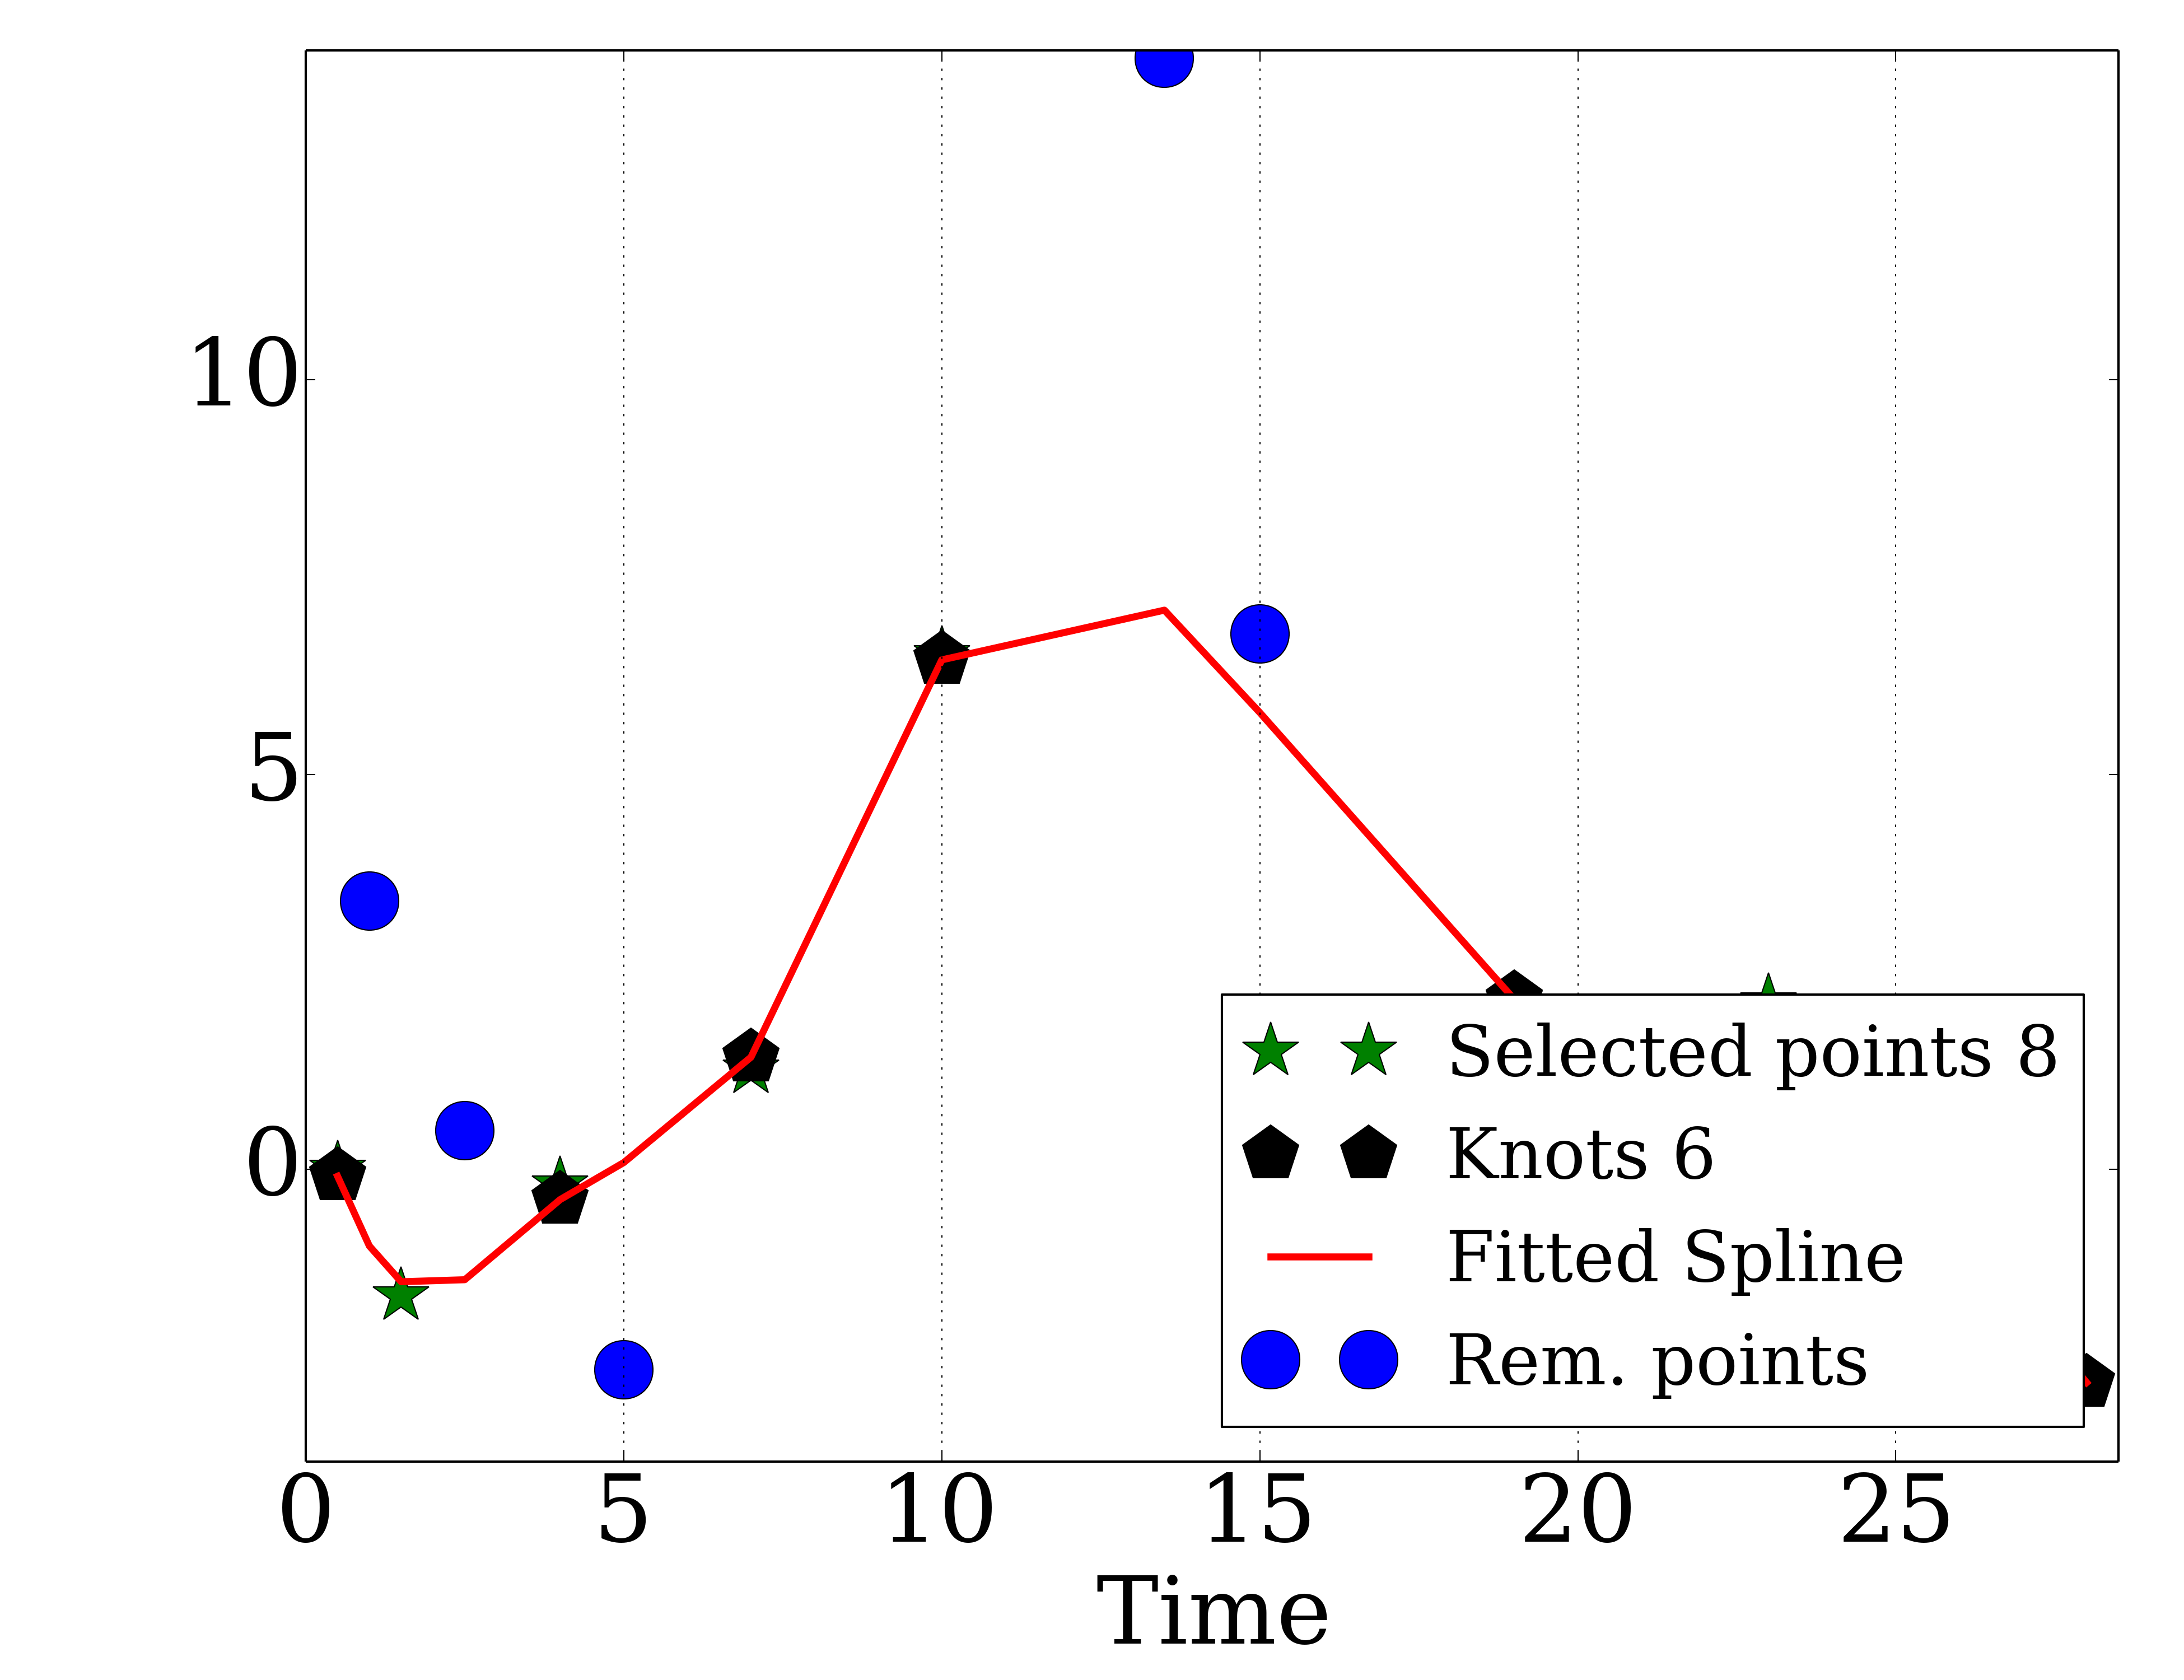 10
5
0
Selected points 8
Knots 6
Fitted Spline
Rem. points
0 5 10 15 20 25
Time